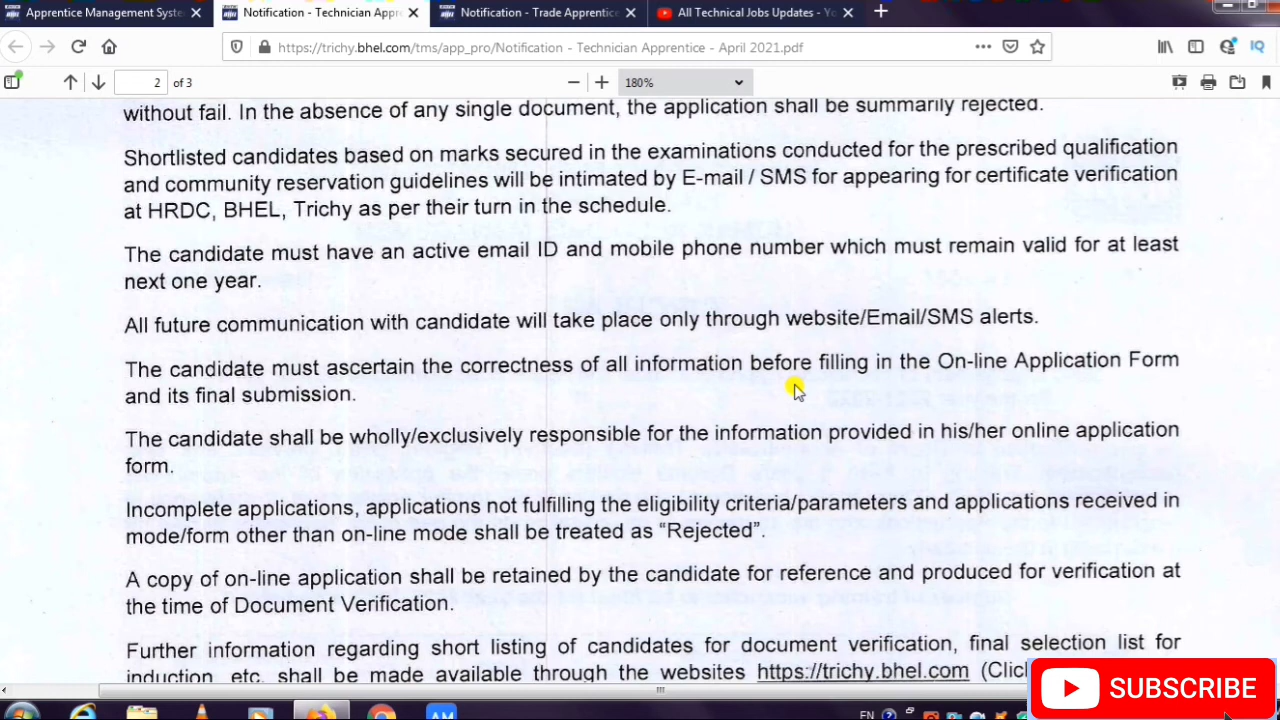 Apprentice Management Syste
Notification - Technician Appre
Notification - Trade Apprentice
All Technical Jobs Updates - Yo
https://trichy.bhel.com/tms/app_pro/Notification - Technician Apprentice - April 2021.pdf
IQ
2 of 3
180%
without fail. In the absence of any single document, the application shall be summarily rejected.
Shortlisted candidates based on marks secured in the examinations conducted for the prescribed qualification
and community reservation guidelines will be intimated by E-mail / SMS for appearing for certificate verification
at HRDC, BHEL, Trichy as per their turn in the schedule.
The candidate must have an active email ID and mobile phone number which must remain valid for at least
next one year.
All future communication with candidate will take place only through website/Email/SMS alerts.
The candidate must ascertain the correctness of all information before filling in the On-line Application Form
and its final submission.
The candidate shall be wholly/exclusively responsible for the information provided in his/her online application
form.
Incomplete applications, applications not fulfilling the eligibility criteria/parameters and applications received in
mode/form other than on-line mode shall be treated as “Rejected”.
A copy of on-line application shall be retained by the candidate for reference and produced for verification at
the time of Document Verification.
Further information regarding short listing of candidates for document verification, final selection list for
induction, etc. shall be made available through the websites https://trichy.bhel.com (Clic
SUBSCRIBE
AM
EN